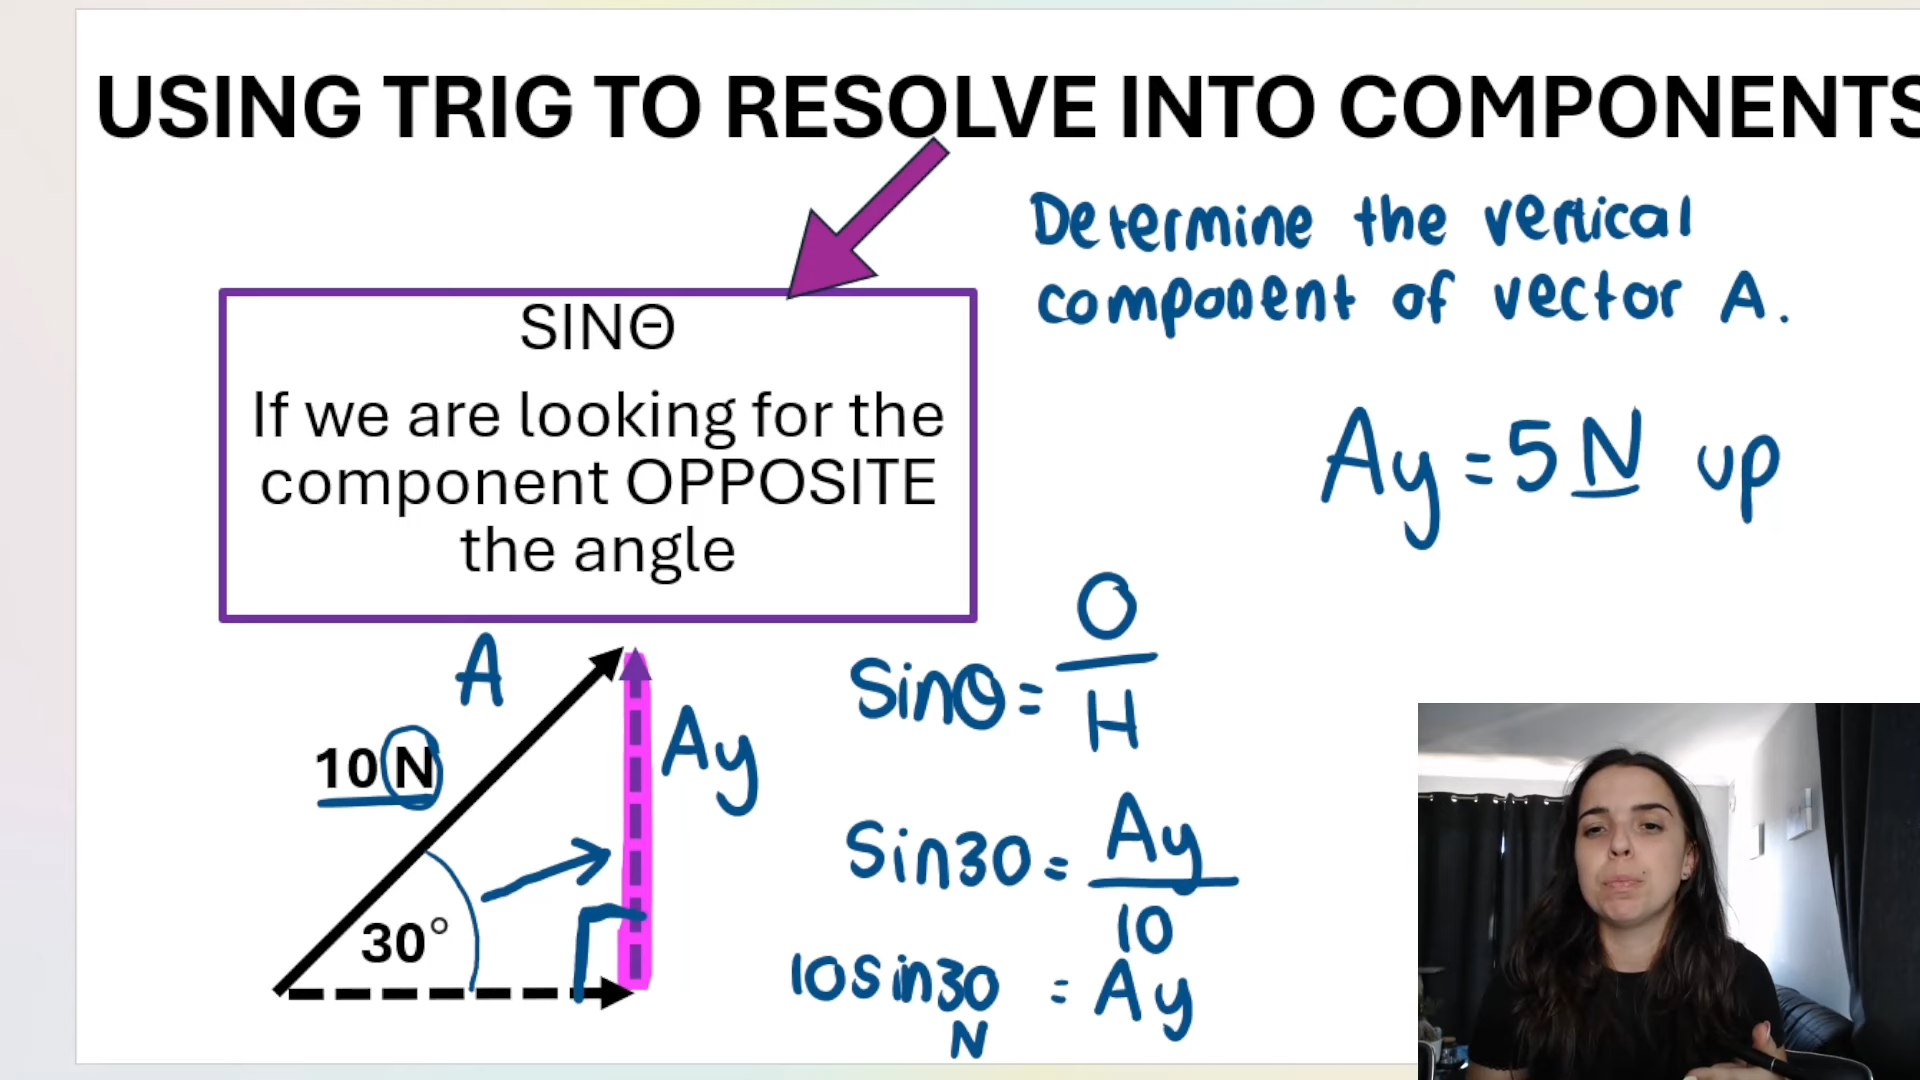 USING TRIG TO RESOLVE INTO COMPONENTS
Determine the vertical
component of vector A.
SINΘ
If we are looking for the
component OPPOSITE
the angle
Ay = 5 N up
A
10 N
Ay
30°
Sinθ = O
H
Sin30 = Ay
10
10sin30 = Ay
N